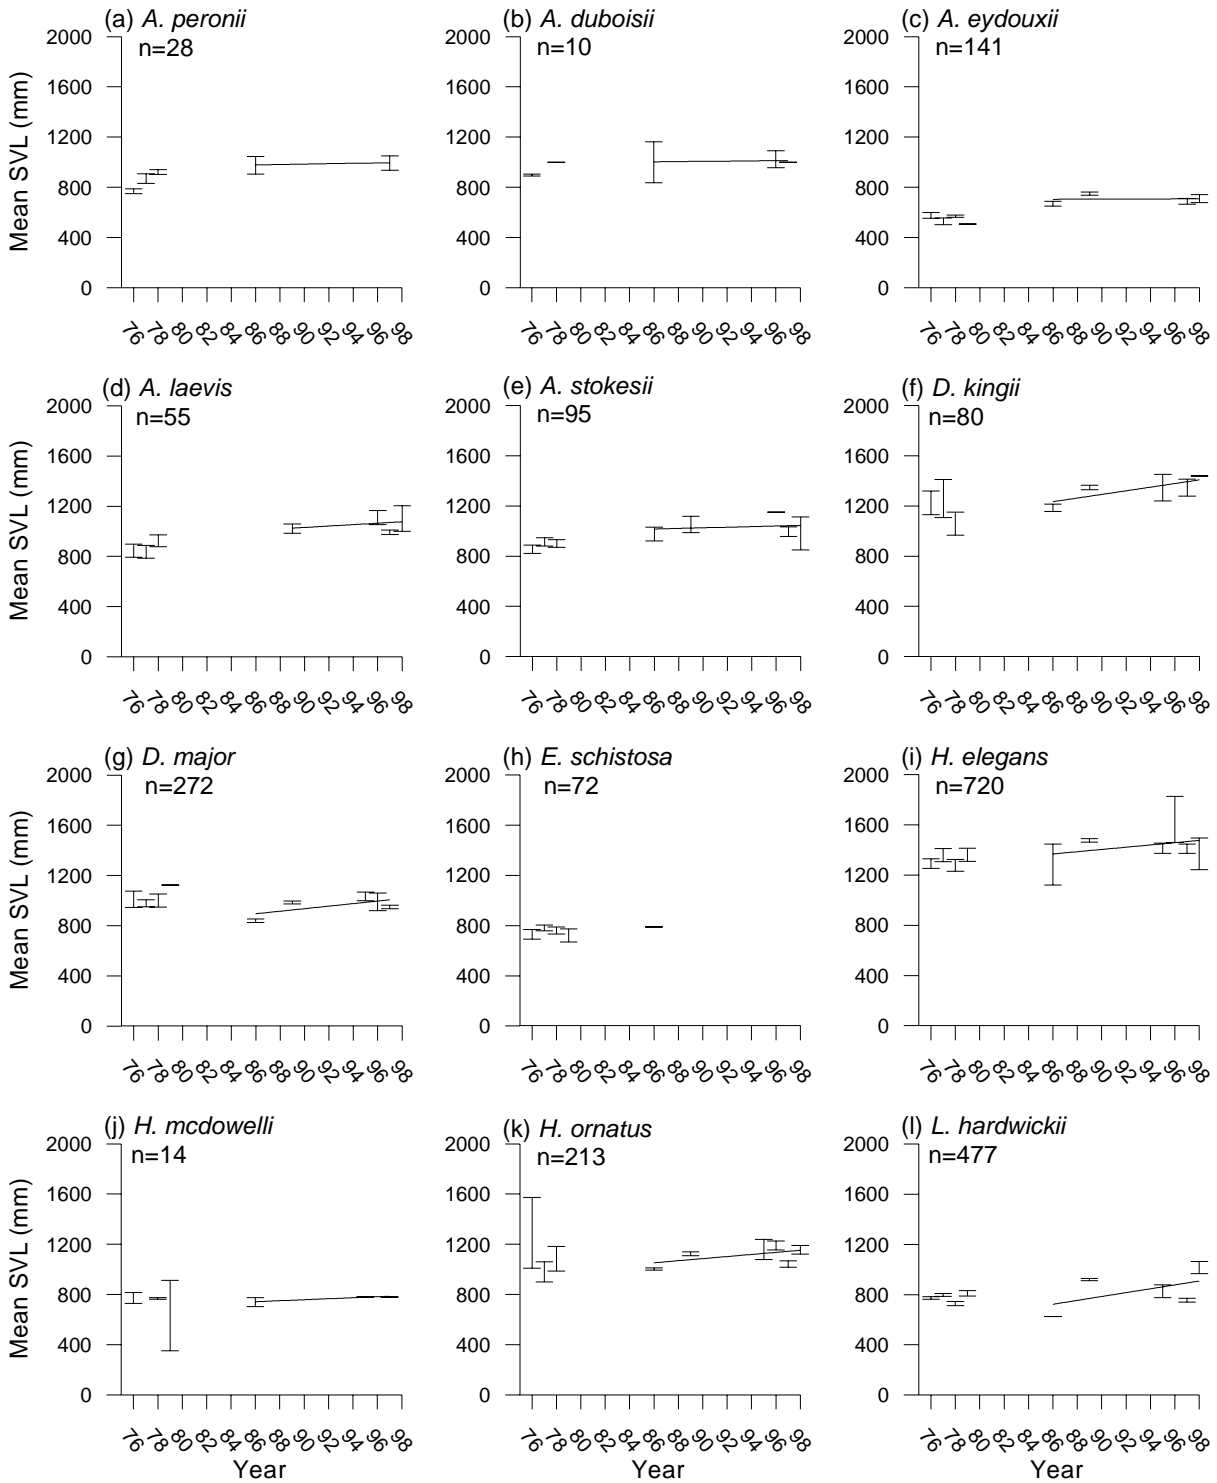 (a) A. peronii
n=28
2000
1600
1200
800
400
0
Mean SVL (mm)
76 78 80 82 84 86 88 90 92 94 96 98
(b) A. duboisii
n=10
2000
1600
1200
800
400
0
76 78 80 82 84 86 88 90 92 94 96 98
(c) A. eydouxii
n=141
2000
1600
1200
800
400
0
76 78 80 82 84 86 88 90 92 94 96 98
(d) A. laevis
n=55
2000
1600
1200
800
400
0
Mean SVL (mm)
76 78 80 82 84 86 88 90 92 94 96 98
(e) A. stokesii
n=95
2000
1600
1200
800
400
0
76 78 80 82 84 86 88 90 92 94 96 98
(f) D. kingii
n=80
2000
1600
1200
800
400
0
76 78 80 82 84 86 88 90 92 94 96 98
(g) D. major
n=272
2000
1600
1200
800
400
0
Mean SVL (mm)
76 78 80 82 84 86 88 90 92 94 96 98
(h) E. schistosa
n=72
2000
1600
1200
800
400
0
76 78 80 82 84 86 88 90 92 94 96 98
(i) H. elegans
n=720
2000
1600
1200
800
400
0
76 78 80 82 84 86 88 90 92 94 96 98
(j) H. mcdowelli
n=14
2000
1600
1200
800
400
0
Mean SVL (mm)
76 78 80 82 84 86 88 90 92 94 96 98
Year
(k) H. ornatus
n=213
2000
1600
1200
800
400
0
76 78 80 82 84 86 88 90 92 94 96 98
Year
(l) L. hardwickii
n=477
2000
1600
1200
800
400
0
76 78 80 82 84 86 88 90 92 94 96 98
Year